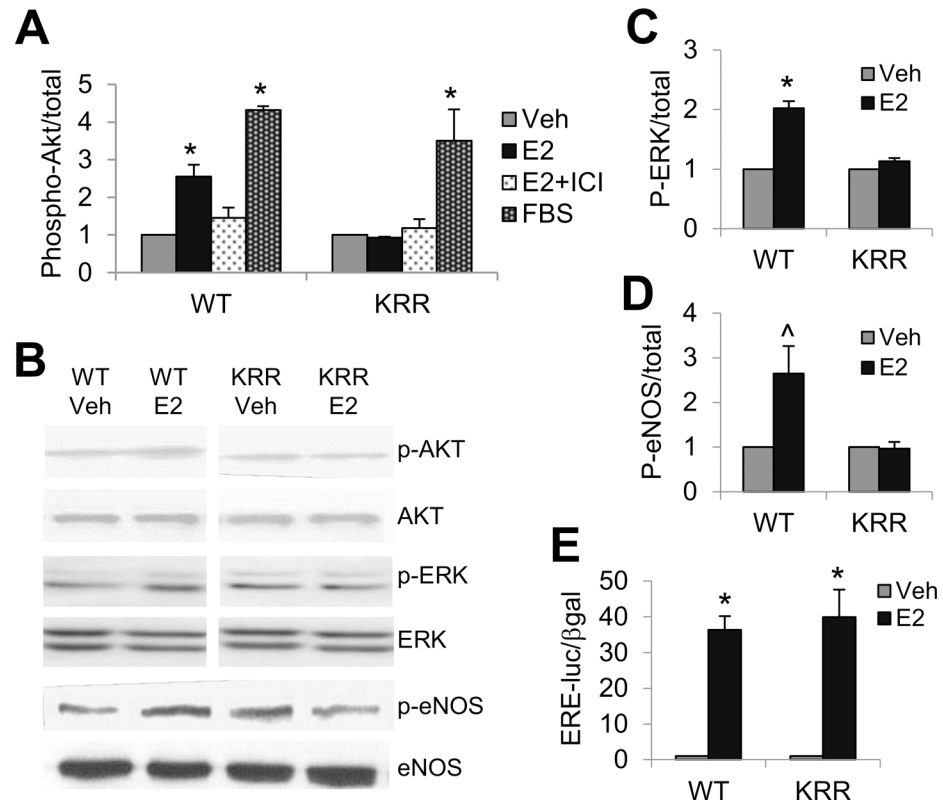 A
Phospho-Akt/total
5
4
3
2
1
0
*
*
*
WT
KRR
Veh
E2
E2+ICI
FBS
B
WT
Veh
WT
E2
KRR
Veh
KRR
E2
p-AKT
AKT
p-ERK
ERK
p-eNOS
eNOS
C
P-ERK/total
3
2
1
0
*
WT
KRR
Veh
E2
D
P-eNOS/total
4
3
2
1
0
^
WT
KRR
Veh
E2
E
ERE-luc/βgal
50
40
30
20
10
0
*
*
WT
KRR
Veh
E2